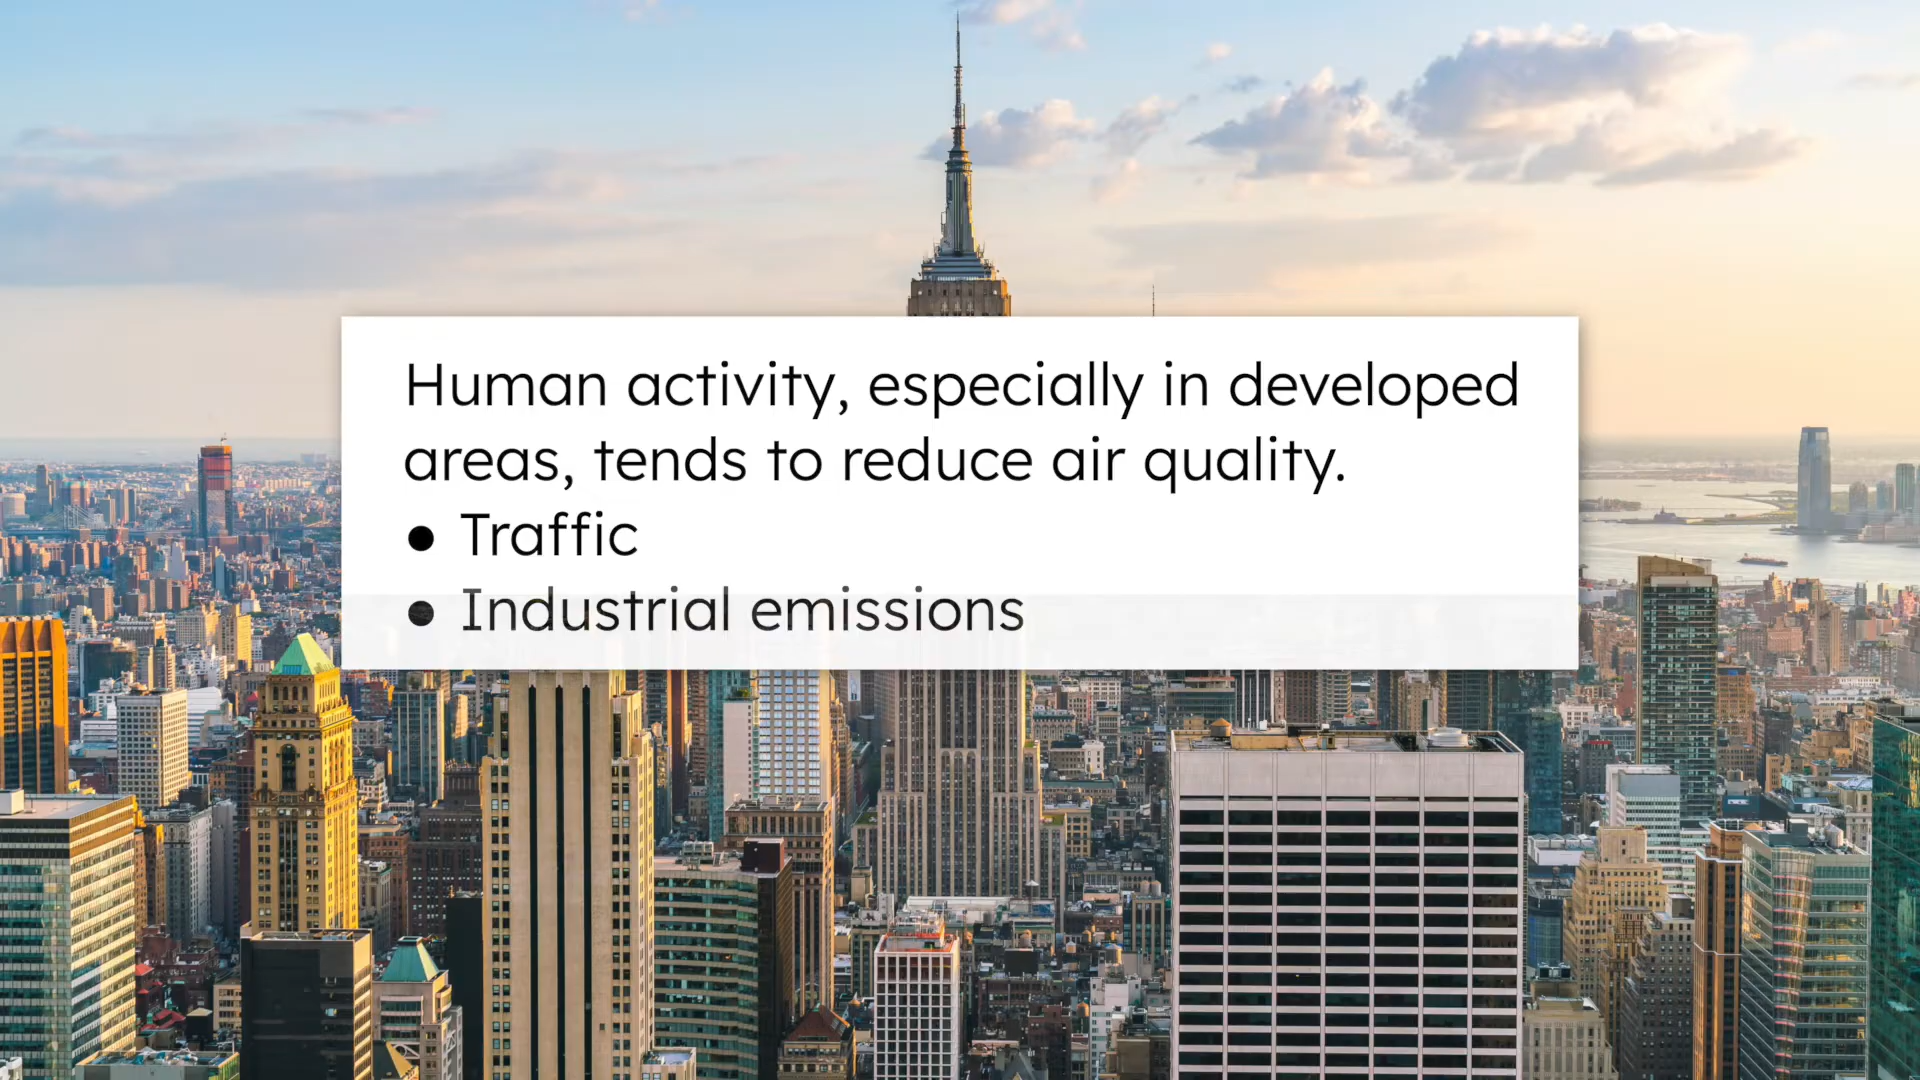 Human activity, especially in developed
areas, tends to reduce air quality.
● Traffic
● Industrial emissions